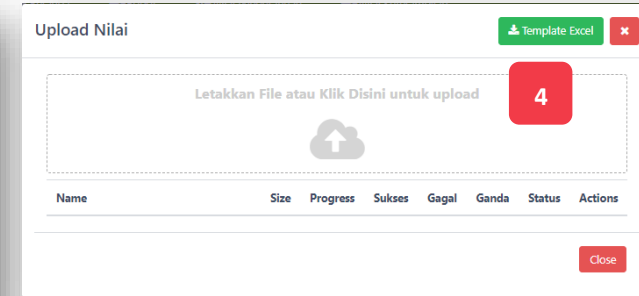 Upload Nilai
Template Excel
Letakkan File atau Klik Disini untuk upload
4
Name Size Progress Sukses Gagal Ganda Status Actions
Close